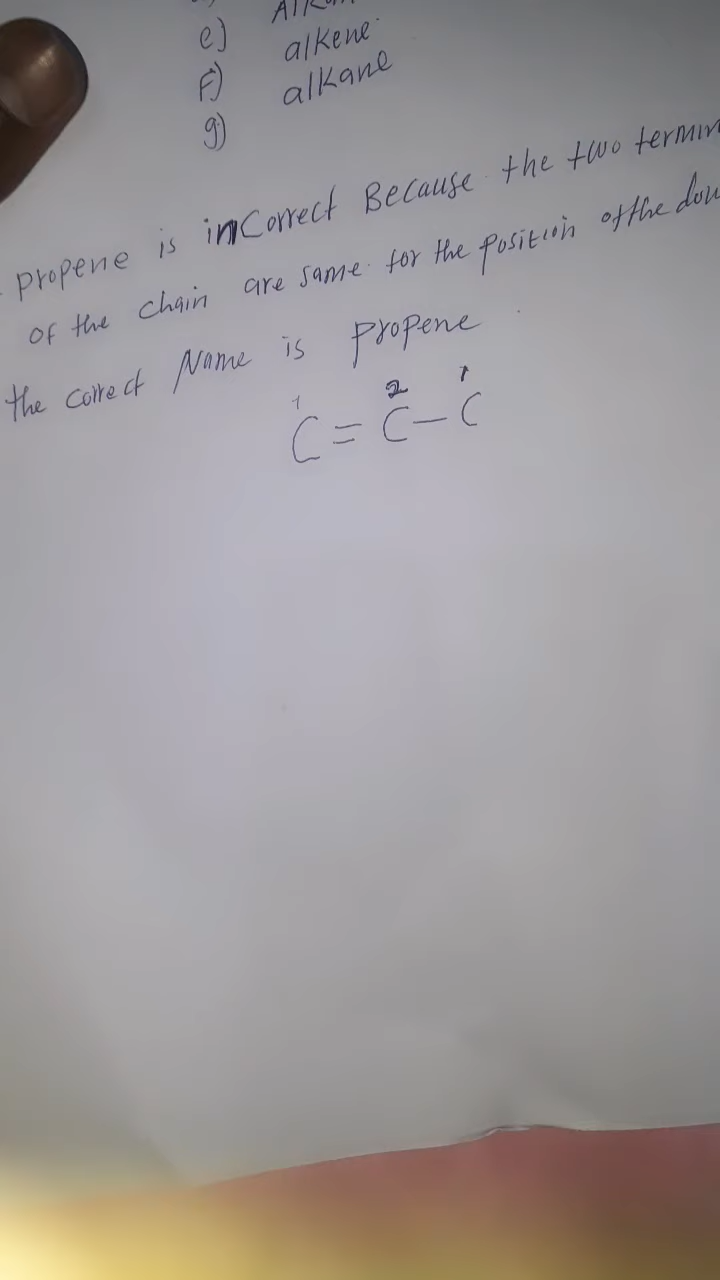 e)
alkene
f) alkane
g)
propene is incorrect Because the two
of the chain are same for the position of the
the correct Name is propene
1 2 1
C = C - C